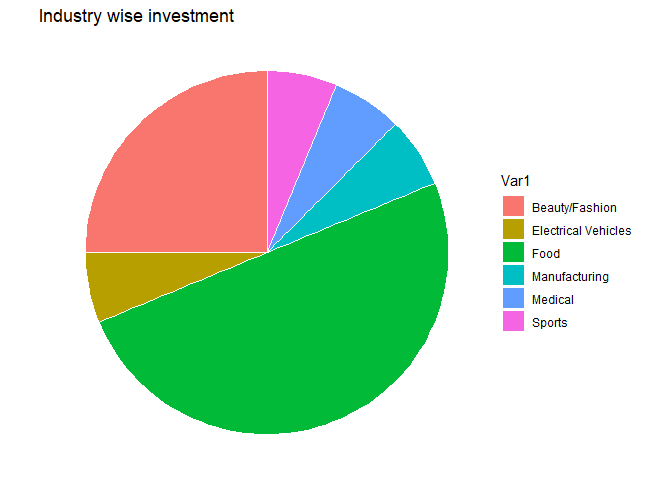 Industry wise investment
Var1
Beauty/Fashion
Electrical Vehicles
Food
Manufacturing
Medical
Sports